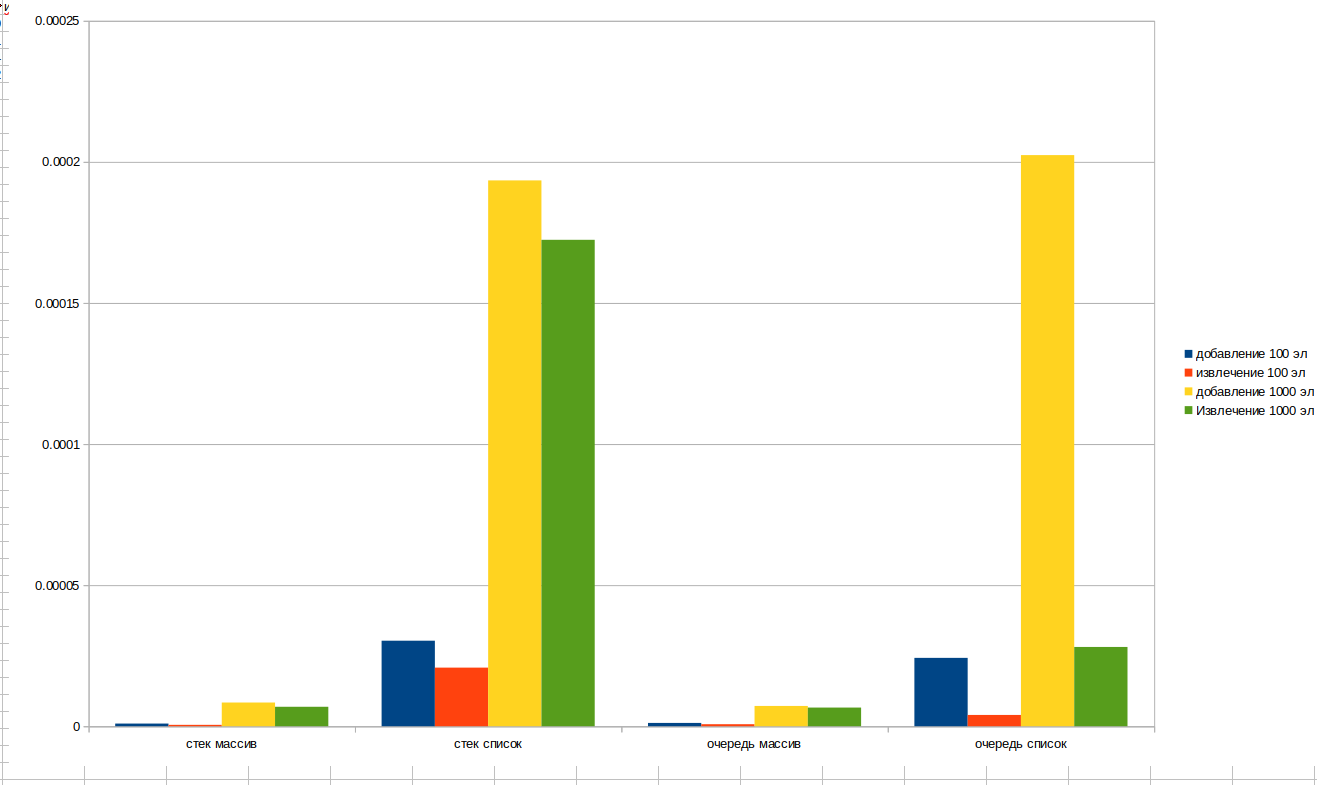 0.00025
0.0002
0.00015
0.0001
0.00005
0
стек массив
стек список
очередь массив
очередь список
добавление 100 эл
извлечение 100 эл
добавление 1000 эл
Извлечение 1000 эл